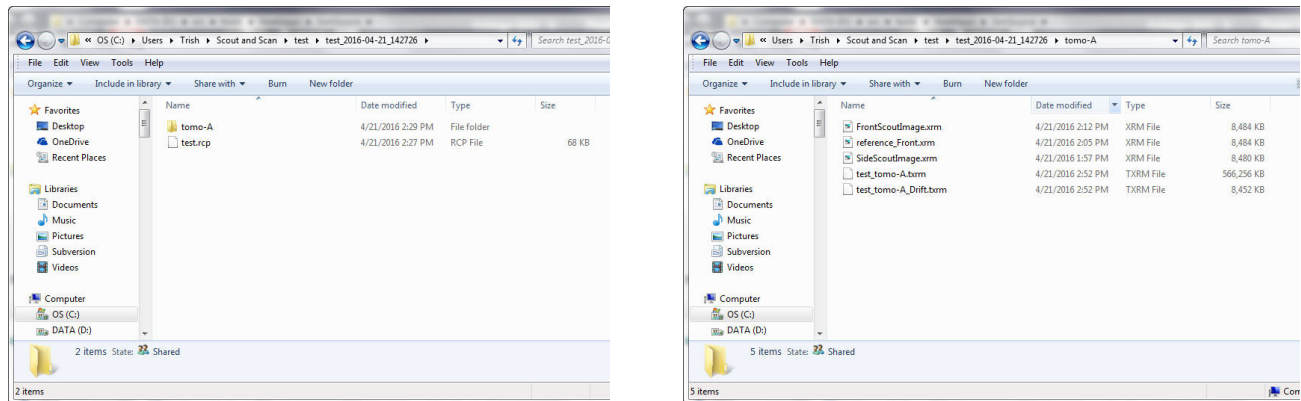 « OS (C:) ▸ Users ▸ Trish ▸ Scout and Scan ▸ test ▸ test_2016-04-21_142726 ▸
Search test_2016-0
File Edit View Tools Help
Organize Include in library Share with Burn New folder
Name Date modified Type Size
Favorites
Desktop
OneDrive
Recent Places
Libraries
Documents
Music
Pictures
Subversion
Videos
Computer
OS (C:)
DATA (D:)
tomo-A 4/21/2016 2:29 PM File folder
test.rcp 4/21/2016 2:27 PM RCP File 68 KB
2 items State: Shared
2 items
« Users ▸ Trish ▸ Scout and Scan ▸ test ▸ test_2016-04-21_142726 ▸ tomo-A
Search tomo-A
File Edit View Tools Help
Organize Include in library Share with Burn New folder
Name Date modified Type Size
Favorites
Desktop
OneDrive
Recent Places
Libraries
Documents
Music
Pictures
Subversion
Videos
Computer
OS (C:)
DATA (D:)
FrontScoutImage.xrm 4/21/2016 2:12 PM XRM File 8,484 KB
reference_Front.xrm 4/21/2016 2:05 PM XRM File 8,484 KB
SideScoutImage.xrm 4/21/2016 1:57 PM XRM File 8,480 KB
test_tomo-A.txrm 4/21/2016 2:52 PM TXRM File 566,256 KB
test_tomo-A_Drift.txrm 4/21/2016 2:52 PM TXRM File 8,452 KB
5 items State: Shared
5 items
Com